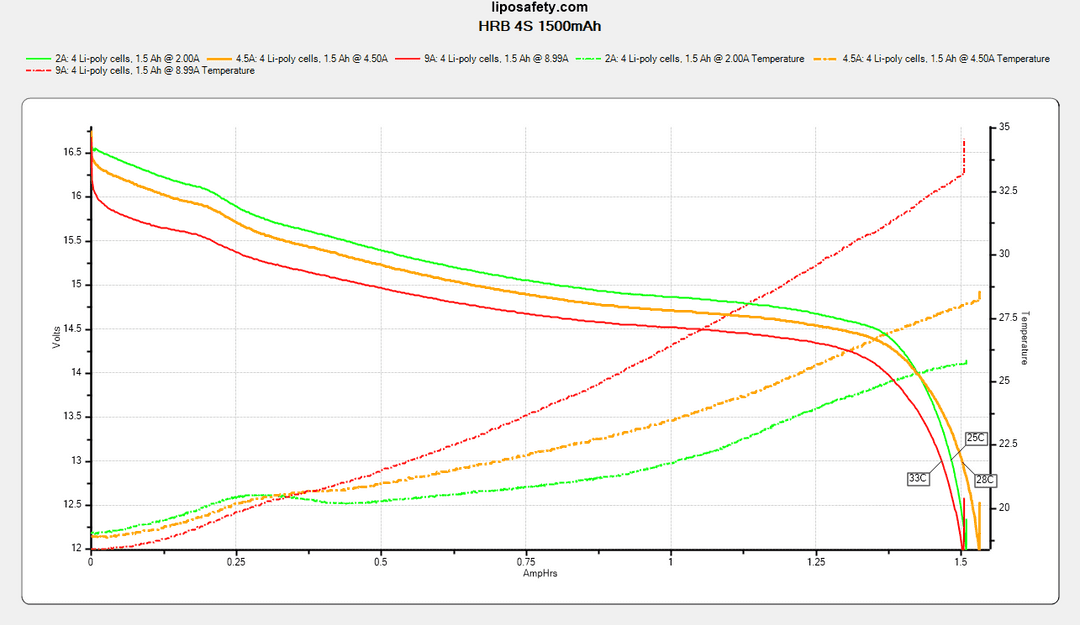 liposafety.com
HRB 4S 1500mAh
2A: 4 Li-poly cells, 1.5 Ah @ 2.00A 4.5A: 4 Li-poly cells, 1.5 Ah @ 4.50A 9A: 4 Li-poly cells, 1.5 Ah @ 8.99A 2A: 4 Li-poly cells, 1.5 Ah @ 2.00A Temperature 4.5A: 4 Li-poly cells, 1.5 Ah @ 4.50A Temperature
9A: 4 Li-poly cells, 1.5 Ah @ 8.99A Temperature
35
16.5
32.5
16
15.5
30
15
27.5
14.5
Volts
Temperature
14
25
13.5
25C
22.5
13
33C
28C
12.5
20
12
0 0.25 0.5 0.75 1 1.25 1.5
AmpHrs